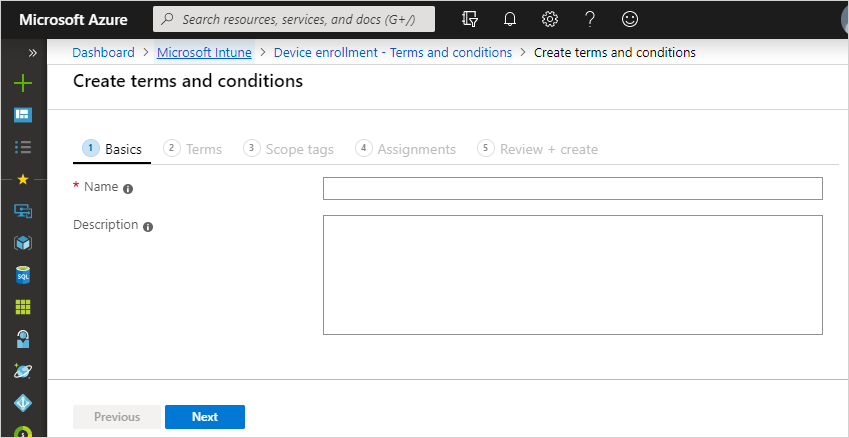 Microsoft Azure
Search resources, services, and docs (G+/)
Dashboard > Microsoft Intune > Device enrollment - Terms and conditions > Create terms and conditions
Create terms and conditions
1 Basics 2 Terms 3 Scope tags 4 Assignments 5 Review + create
* Name
Description
SQL
Previous Next